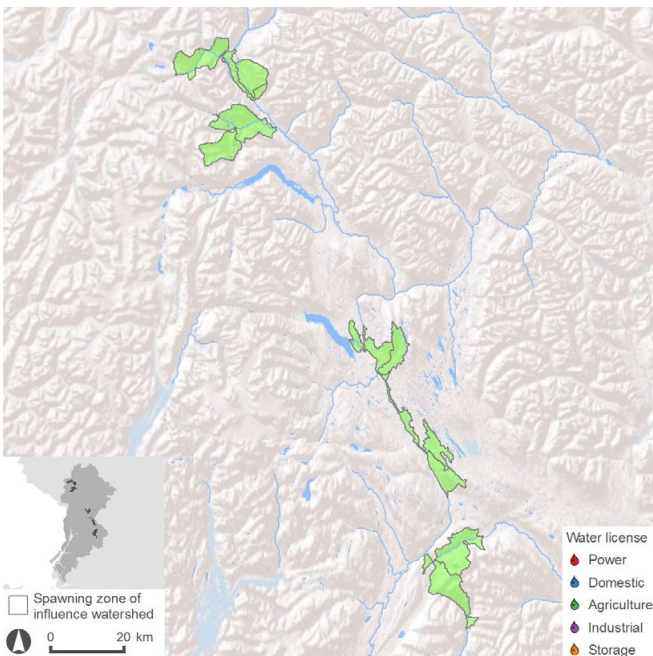 Water license
Power
Domestic
Agriculture
Industrial
Storage
Spawning zone of
influence watershed
0 20 km